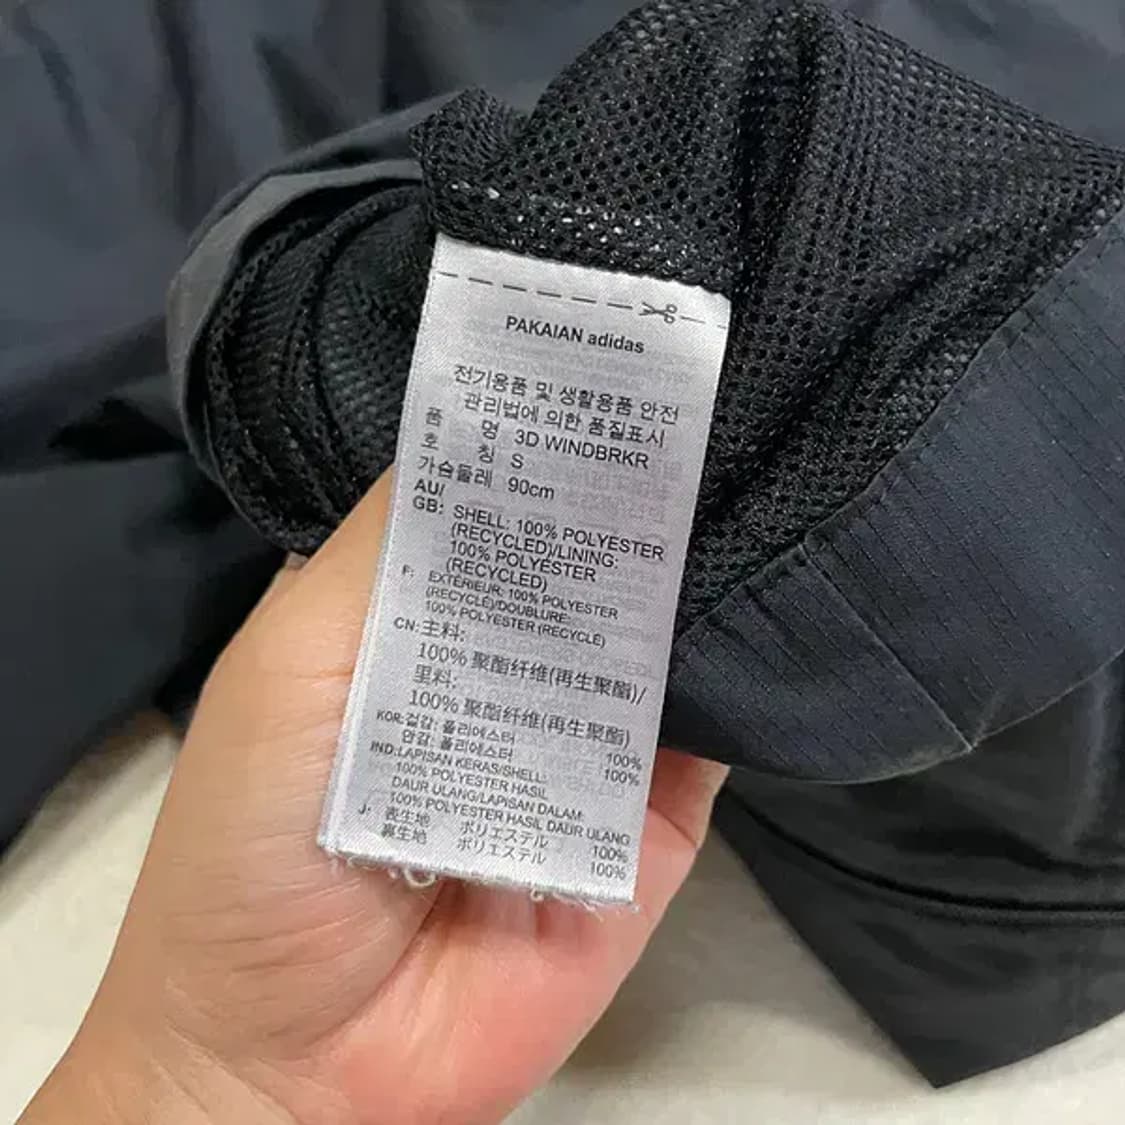 PAKAIAN adidas
전기용품 및 생활용품 안전
관리법에 의한 품질표시
품 명 3D WINDBRKR
호 칭 S
가슴둘레 90cm
AU/
GB: SHELL: 100% POLYESTER
(RECYCLED)/LINING:
100% POLYESTER
(RECYCLED)
F: EXTÉRIEUR: 100% POLYESTER
(RECYCLÉ)/DOUBLURE:
100% POLYESTER (RECYCLÉ)
CN: 主料:
100% 聚酯纤维(再生聚酯)/
里料:
100% 聚酯纤维(再生聚酯)
KOR: 겉감: 폴리에스터 100%
안감: 폴리에스터 100%
IND: LAPISAN KERAS/SHELL:
100% POLYESTER HASIL
DAUR ULANG/LAPISAN DALAM:
100% POLYESTER HASIL DAUR ULANG
J: 表生地 ポリエステル 100%
裏生地 ポリエステル 100%